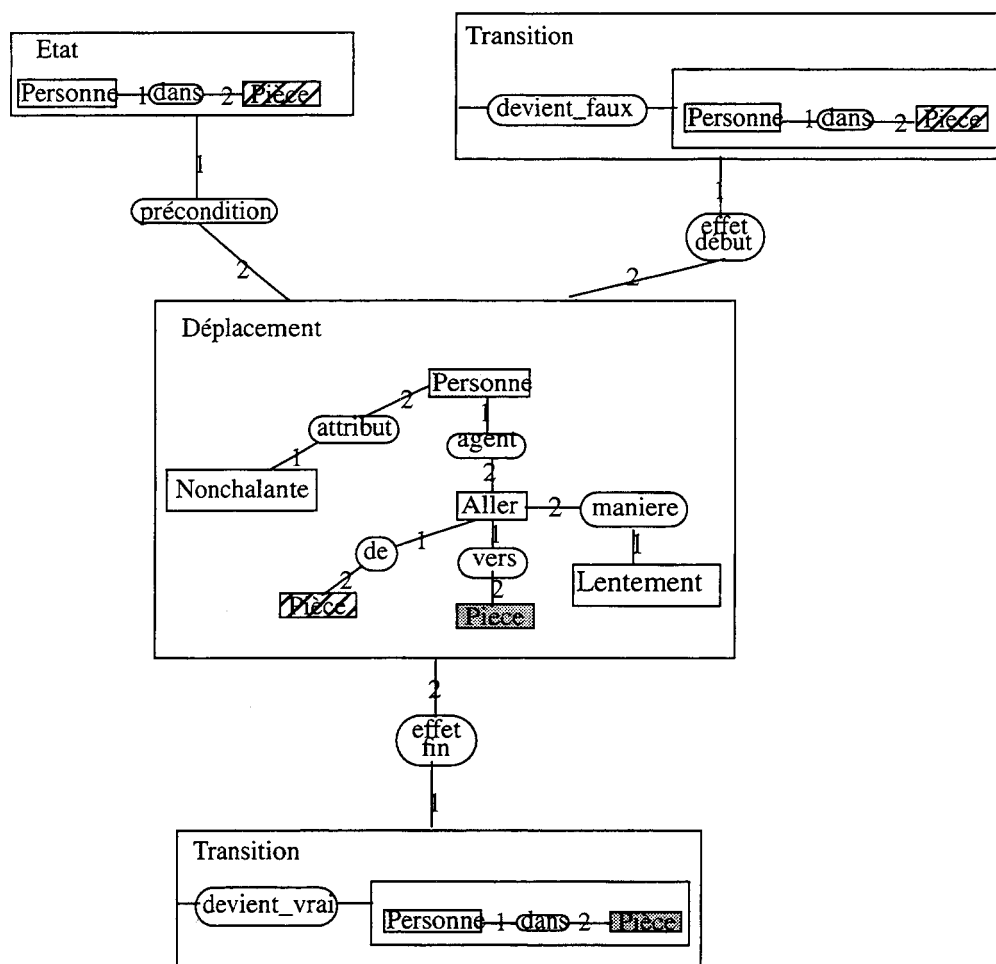 Etat
Personne 1 dans 2 Pièce
1
précondition
2
Transition
devient_faux
Personne 1 dans 2 Pièce
1
effet
début
2
Déplacement
Personne
2
1
attribut
agent
1
2
Nonchalante
Aller 2 maniere
1
1
1
de
vers
Lentement
2
2
Pièce
Piece
2
effet
fin
1
Transition
devient_vrai
Personne 1 dans 2 Pièce